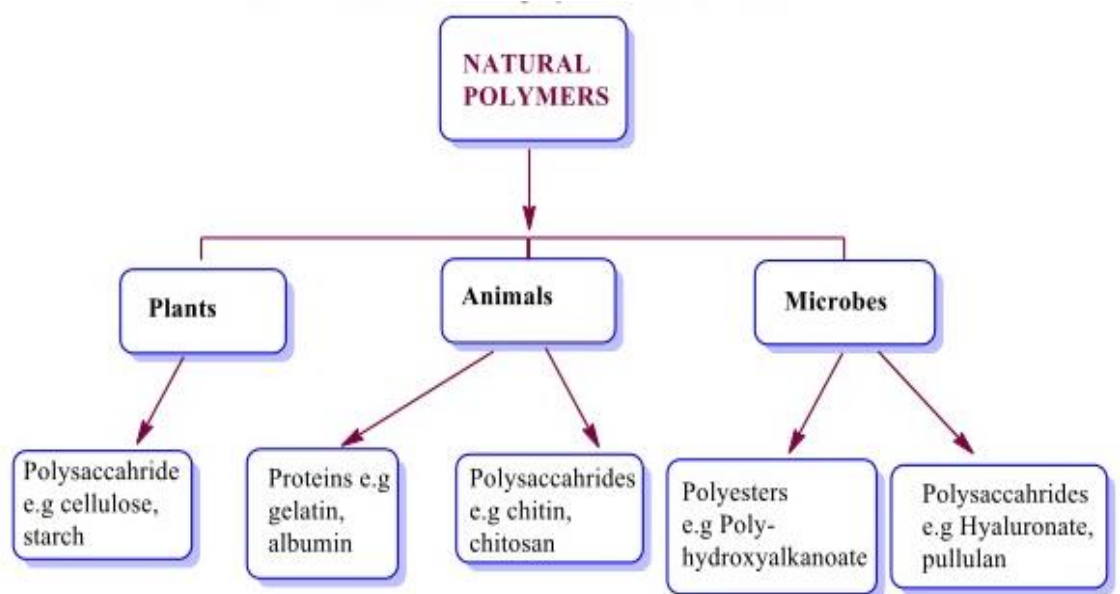 NATURAL
POLYMERS
Plants
Animals
Microbes
Polysaccahride
e.g cellulose,
starch
Proteins e.g
gelatin,
albumin
Polysaccahrides
e.g chitin,
chitosan
Polyesters
e.g Poly-
hydroxyalkanoate
Polysaccahrides
e.g Hyaluronate,
pullulan